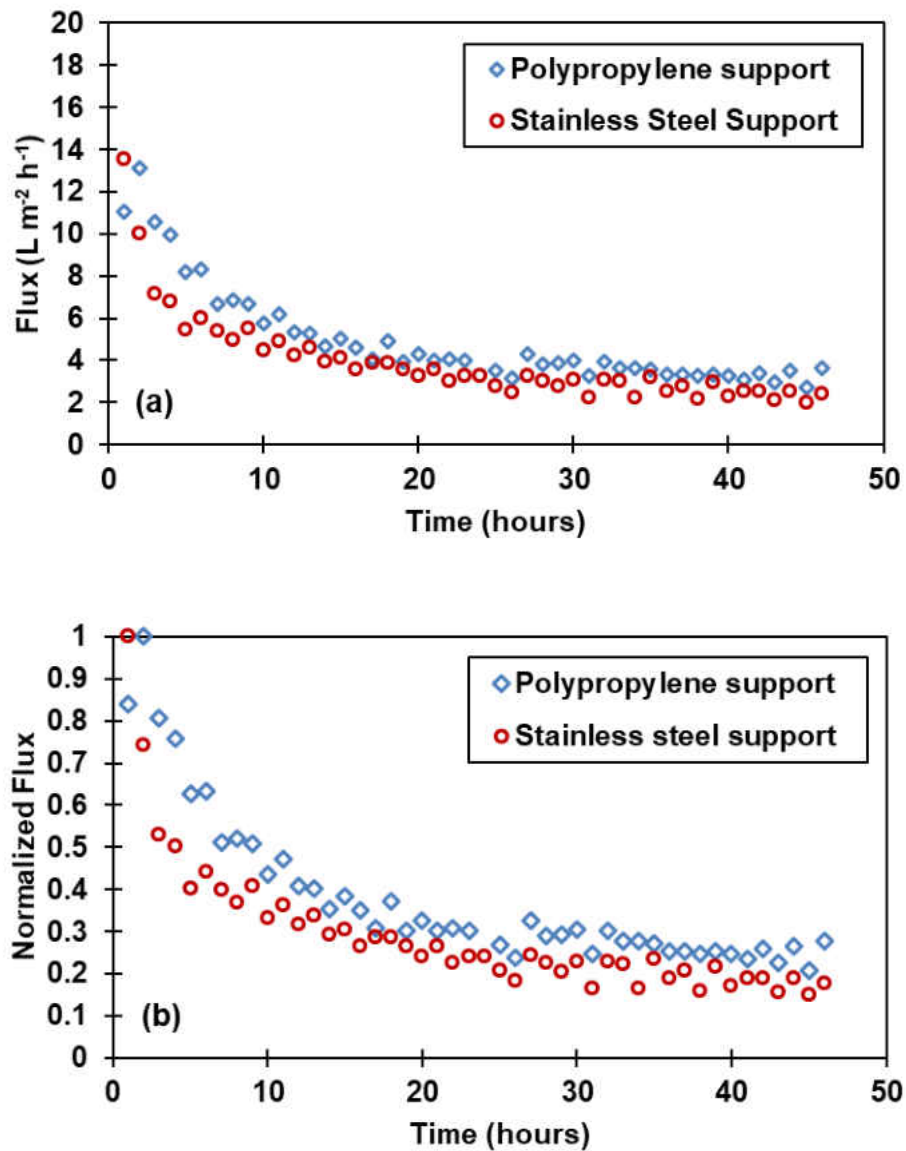 20
18
16
14
12
10
8
6
4
2
0
Flux (L m⁻² h⁻¹)
Polypropylene support
Stainless Steel Support
(a)
0 10 20 30 40 50
Time (hours)
1
0.9
0.8
0.7
0.6
0.5
0.4
0.3
0.2
0.1
0
Normalized Flux
Polypropylene support
Stainless steel support
(b)
0 10 20 30 40 50
Time (hours)